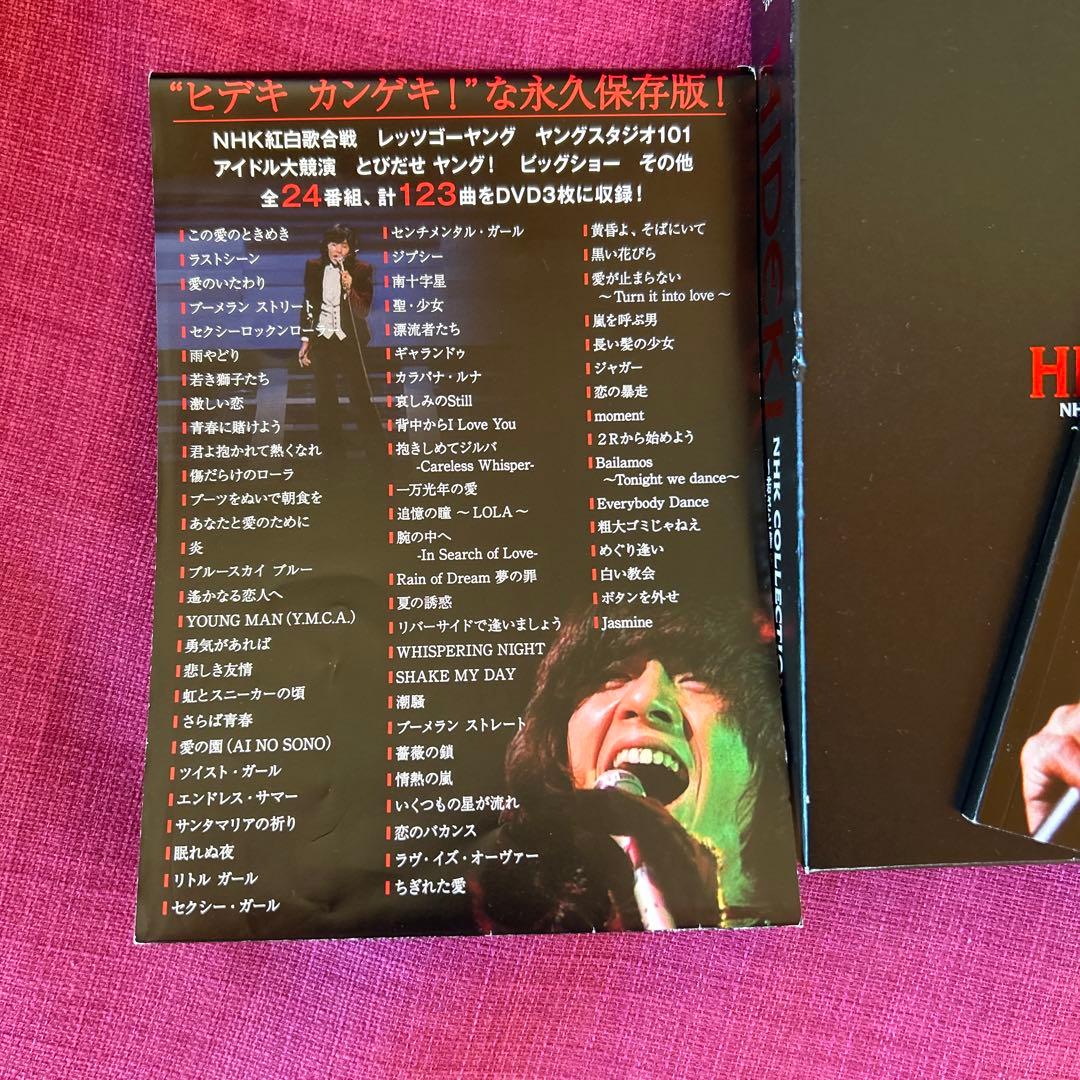 “ヒデキ カンゲキ！”な永久保存版！
NHK紅白歌合戦 レッツゴーヤング ヤングスタジオ101
アイドル大競演 とびだせ ヤング！ ビッグショー その他
全24番組、計123曲をDVD3枚に収録！
この愛のときめき
ラストシーン
愛のいたわり
ブーメラン ストリート
セクシーロックンローラー
雨やどり
若き獅子たち
激しい恋
青春に賭けよう
君よ抱かれて熱くなれ
傷だらけのローラ
ブーツをぬいで朝食を
あなたと愛のために
炎
ブルースカイ ブルー
遙かなる恋人へ
YOUNG MAN（Y.M.C.A.）
勇気があれば
悲しき友情
虹とスニーカーの頃
さらば青春
愛の園（AI NO SONO）
ツイスト・ガール
エンドレス・サマー
サンタマリアの祈り
眠れぬ夜
リトル ガール
セクシー・ガール
センチメンタル・ガール
ジプシー
南十字星
聖・少女
漂流者たち
ギャランドゥ
カラバナ・ルナ
哀しみのStill
背中からI Love You
抱きしめてジルバ
-Careless Whisper-
一万光年の愛
追憶の瞳 ～LOLA～
腕の中へ
-In Search of Love-
Rain of Dream 夢の罪
夏の誘惑
リバーサイドで逢いましょう
WHISPERING NIGHT
SHAKE MY DAY
潮騒
ブーメラン ストレート
薔薇の鎖
情熱の嵐
いくつもの星が流れ
恋のバカンス
ラヴ・イズ・オーヴァー
ちぎれた愛
黄昏よ、そばにいて
黒い花びら
愛が止まらない
～Turn it into love～
嵐を呼ぶ男
長い髪の少女
ジャガー
恋の暴走
moment
２Rから始めよう
Bailamos
～Tonight we dance～
Everybody Dance
粗大ゴミじゃねえ
めぐり逢い
白い教会
ボタンを外せ
Jasmine
HIDEKI
NHK COLLECTION